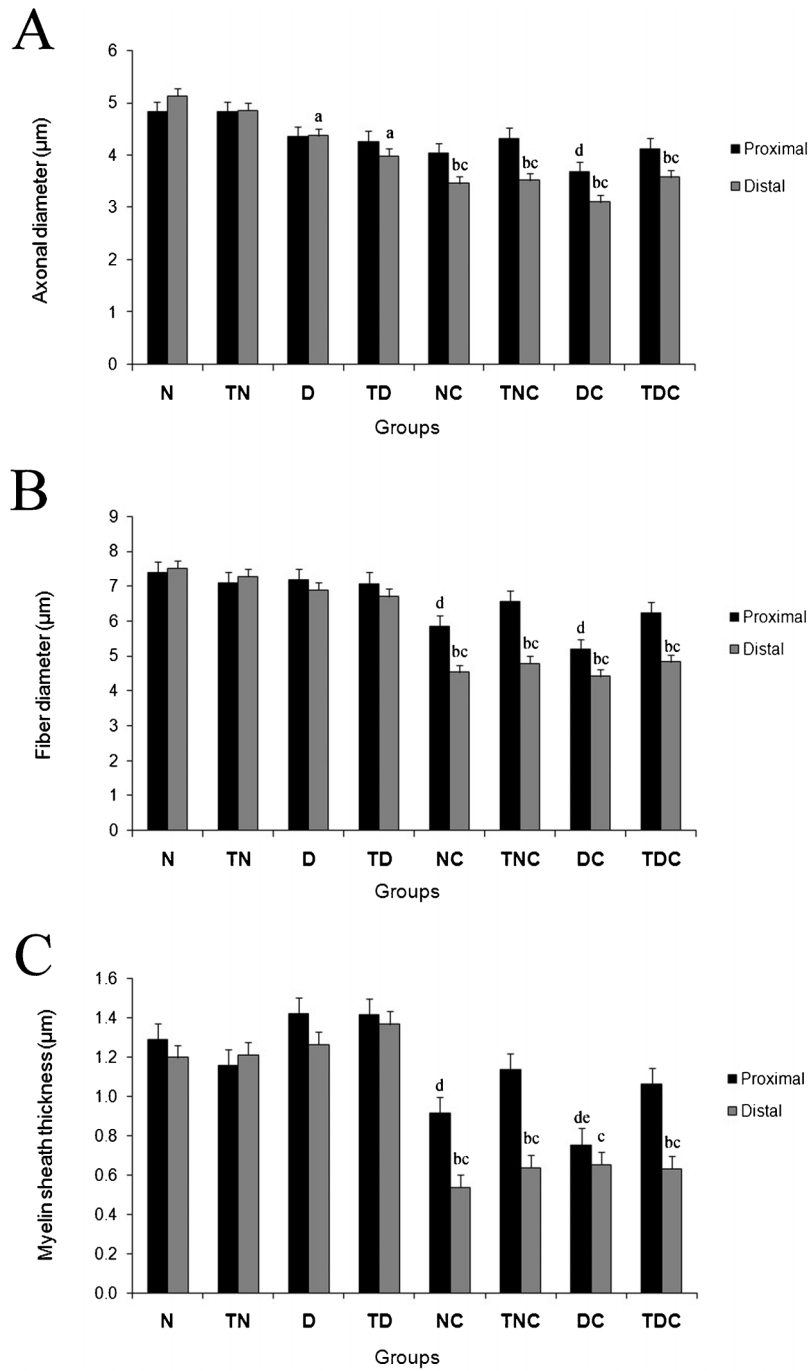 A
Axonal diameter (µm)
6
5
4
3
2
1
0
a
a
bc
bc
d
bc
bc
N TN D TD NC TNC DC TDC
Groups
Proximal
Distal
B
Fiber diameter (µm)
9
8
7
6
5
4
3
2
1
0
d
bc
bc
d
bc
bc
N TN D TD NC TNC DC TDC
Groups
Proximal
Distal
C
Myelin sheath thickness (µm)
1.6
1.4
1.2
1.0
0.8
0.6
0.4
0.2
0.0
d
bc
bc
de
c
bc
N TN D TD NC TNC DC TDC
Groups
Proximal
Distal